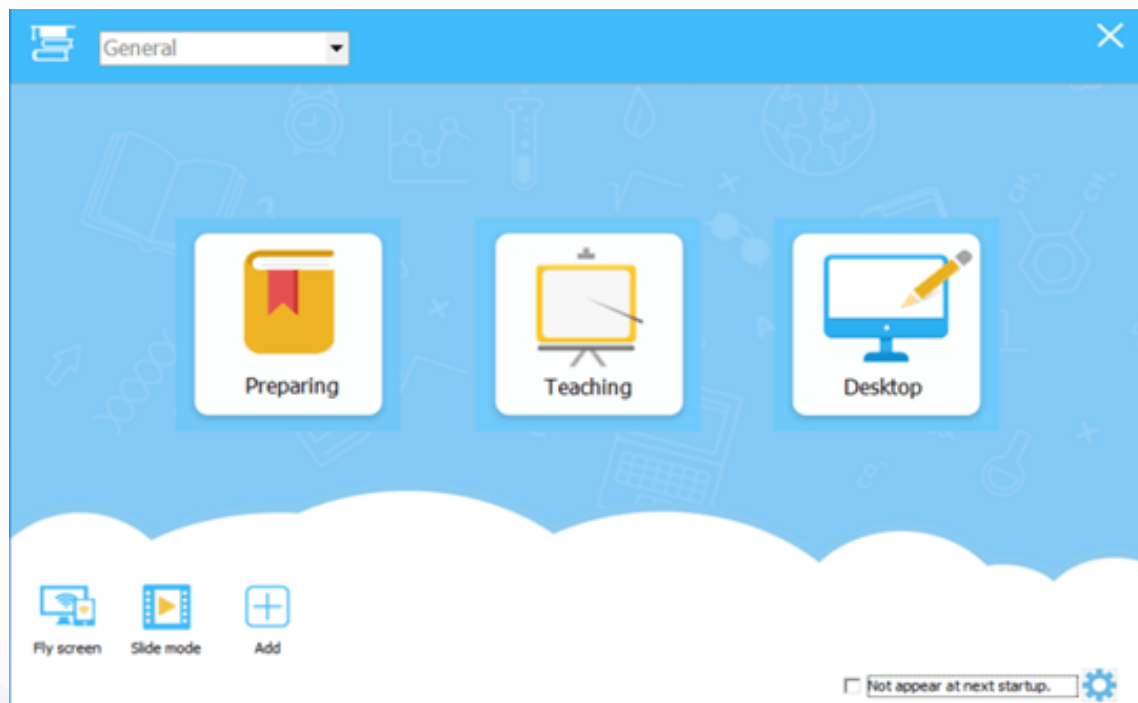 General
Preparing
Teaching
Desktop
Fly screen
Slide mode
Add
Not appear at next startup.